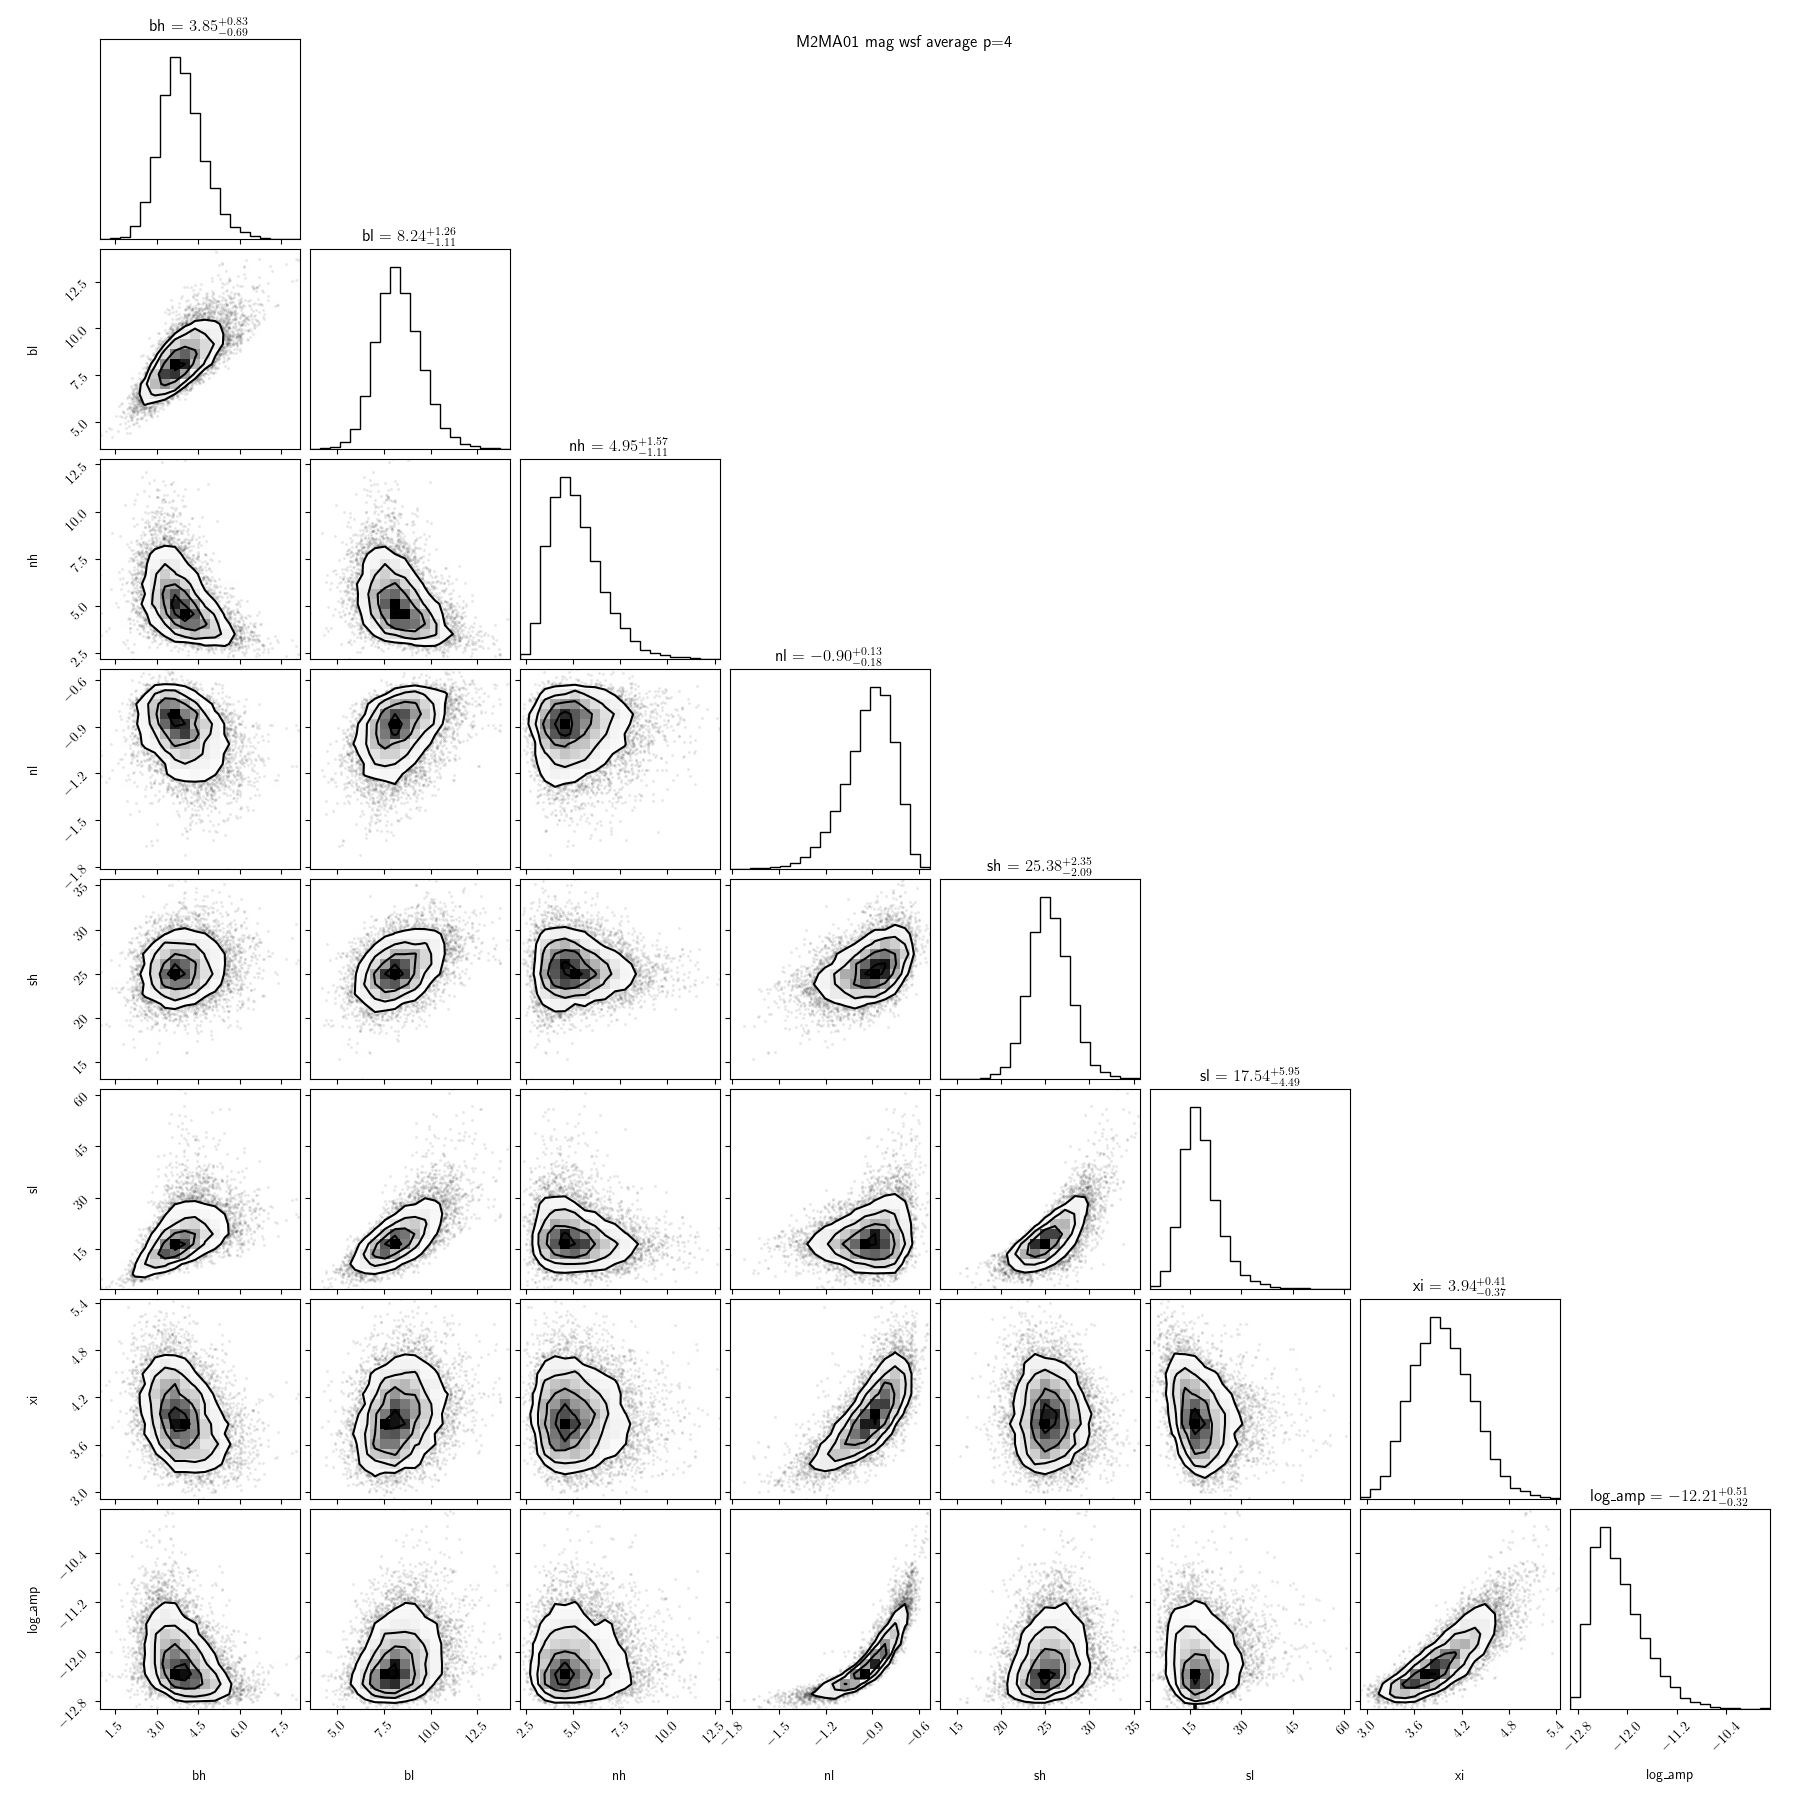 M2MA01 mag wsf average p=4
bh = 3.85+0.83−0.69
bl = 8.24+1.26−1.11
bl
12.5
10.0
7.5
5.0
nh = 4.95+1.57−1.11
nh
12.5
10.0
7.5
5.0
2.5
nl = −0.90+0.13−0.18
nl
−0.6
−0.9
−1.2
−1.5
−1.8
sh = 25.38+2.35−2.09
sh
35
30
25
20
15
sl = 17.54+5.95−4.49
sl
60
45
30
15
xi = 3.94+0.41−0.37
xi
5.4
4.8
4.2
3.6
3.0
log_amp = −12.21+0.51−0.32
log_amp
−10.4
−11.2
−12.0
−12.8
1.5 3.0 4.5 6.0 7.5
5.0 7.5 10.0 12.5
2.5 5.0 7.5 10.0 12.5
−1.8 −1.5 −1.2 −0.9 −0.6
15 20 25 30 35
15 30 45 60
3.0 3.6 4.2 4.8 5.4
−12.8 −12.0 −11.2 −10.4
bh bl nh nl sh sl xi log_amp